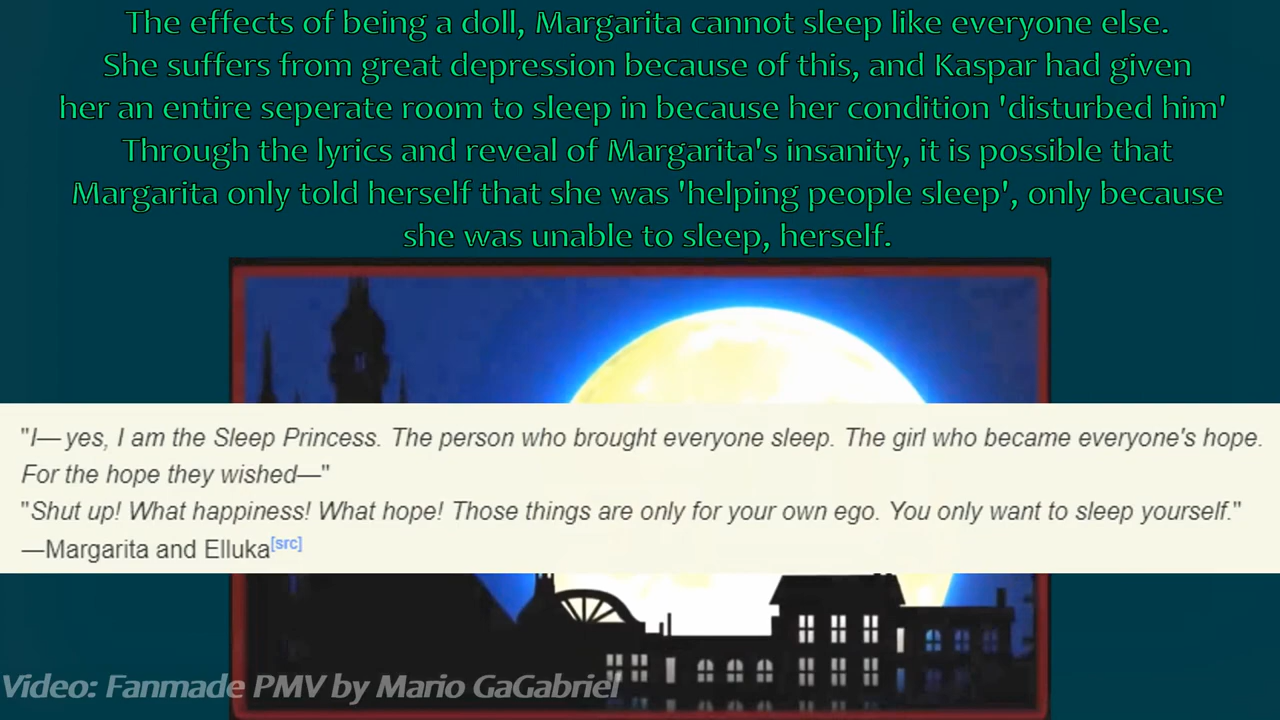 The effects of being a doll, Margarita cannot sleep like everyone else.
She suffers from great depression because of this, and Kaspar had given
her an entire seperate room to sleep in because her condition 'disturbed him'
Through the lyrics and reveal of Margarita's insanity, it is possible that
Margarita only told herself that she was 'helping people sleep', only because
she was unable to sleep, herself.
"I— yes, I am the Sleep Princess. The person who brought everyone sleep. The girl who became everyone's hope.
For the hope they wished—"
"Shut up! What happiness! What hope! Those things are only for your own ego. You only want to sleep yourself."
—Margarita and Elluka[src]
Video: Fanmade PMV by Mario GaGabriel